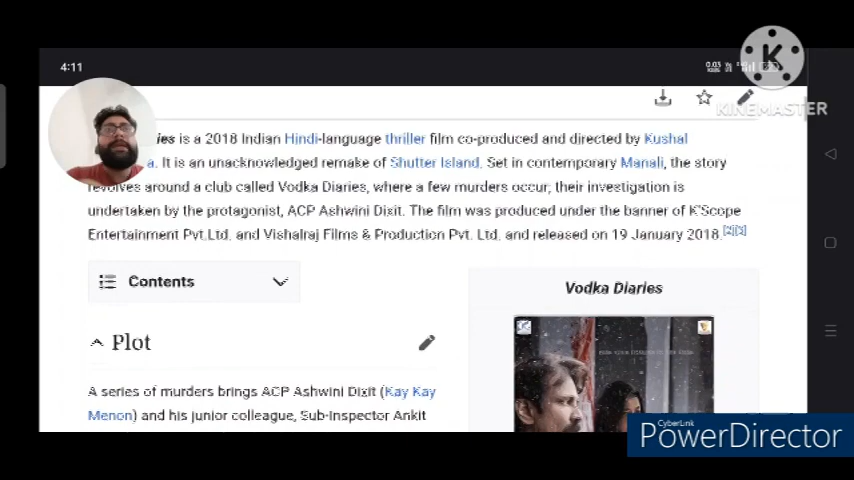 4:11
KINEMASTER
ries is a 2018 Indian Hindi-language thriller film co-produced and directed by Kushal
a. It is an unacknowledged remake of Shutter Island. Set in contemporary Manali, the story
revolves around a club called Vodka Diaries, where a few murders occur; their investigation is
undertaken by the protagonist, ACP Ashwini Dixit. The film was produced under the banner of K'Scope
Entertainment Pvt.Ltd. and Vishalraj Films & Production Pvt. Ltd. and released on 19 January 2018.[2][3]
Contents
Vodka Diaries
Plot
A series of murders brings ACP Ashwini Dixit (Kay Kay
Menon) and his junior colleague, Sub-Inspector Ankit
CyberLink
PowerDirector